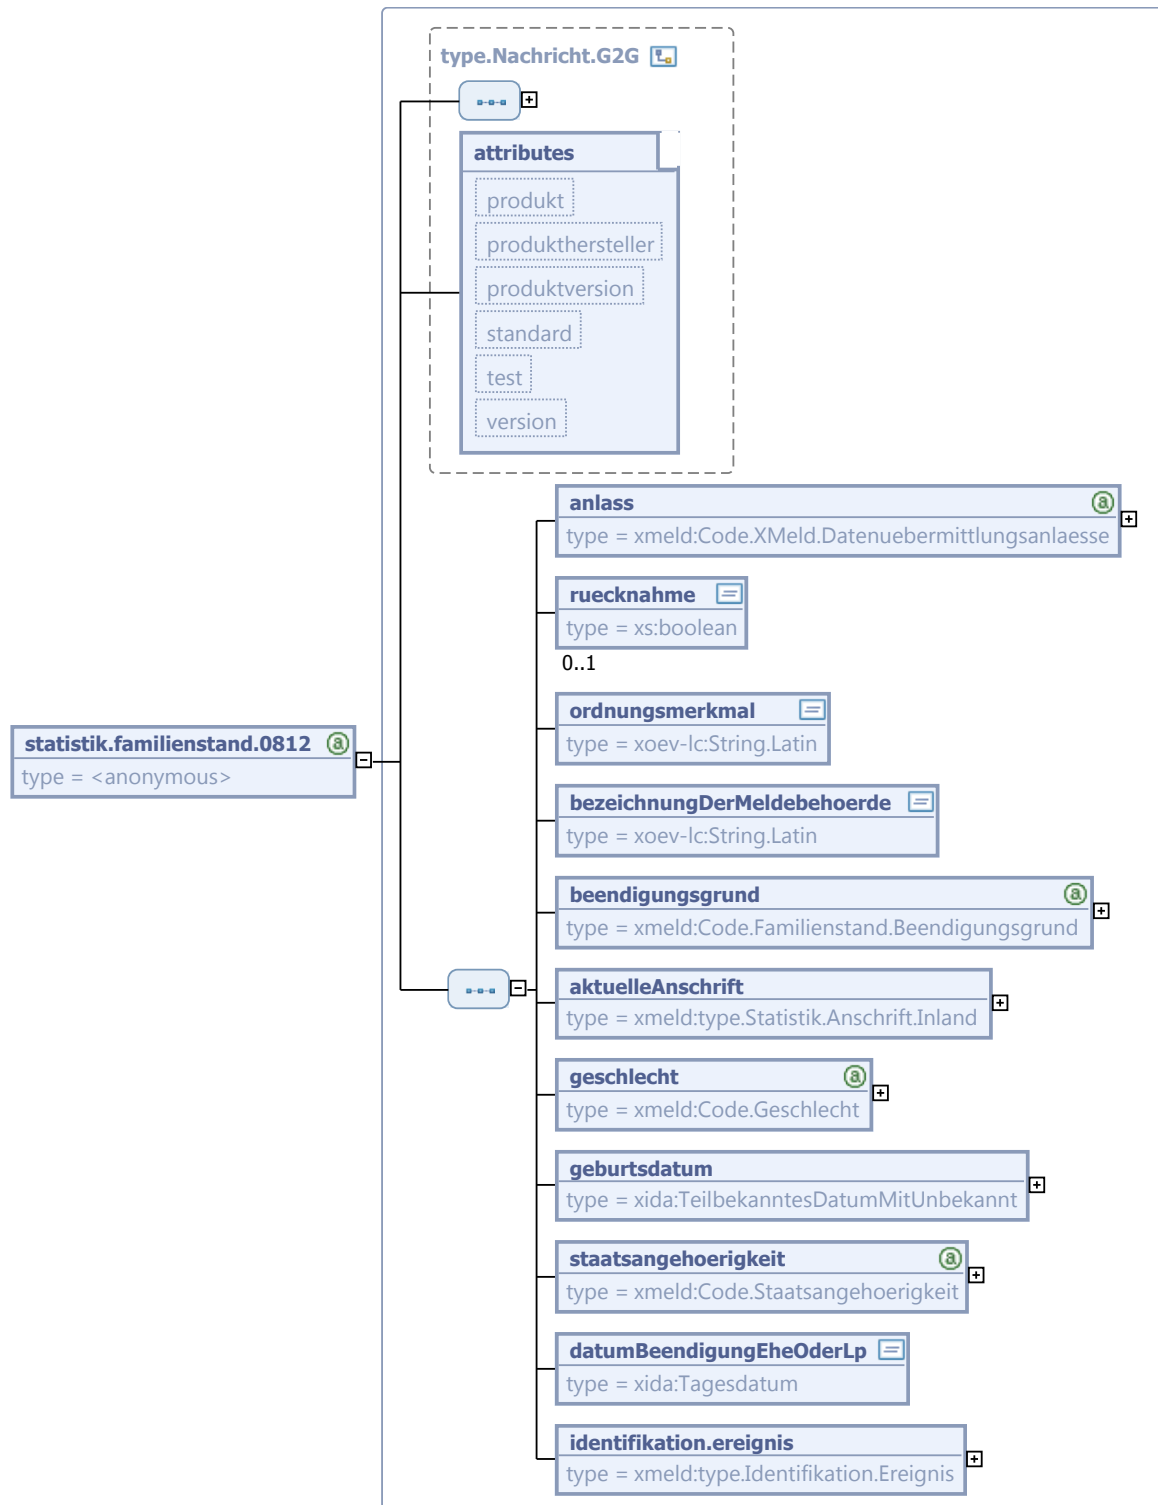 type.Nachricht.G2G
attributes
produkt
produkthersteller
produktversion
standard
test
version
anlass
type = xmeld:Code.XMeld.Datenuebermittlungsanlaesse
ruecknahme
type = xs:boolean
0..1
ordnungsmerkmal
type = xoev-lc:String.Latin
statistik.familienstand.0812
type = <anonymous>
bezeichnungDerMeldebehoerde
type = xoev-lc:String.Latin
beendigungsgrund
type = xmeld:Code.Familienstand.Beendigungsgrund
aktuelleAnschrift
type = xmeld:type.Statistik.Anschrift.Inland
geschlecht
type = xmeld:Code.Geschlecht
geburtsdatum
type = xida:TeilbekanntesDatumMitUnbekannt
staatsangehoerigkeit
type = xmeld:Code.Staatsangehoerigkeit
datumBeendigungEheOderLp
type = xida:Tagesdatum
identifikation.ereignis
type = xmeld:type.Identifikation.Ereignis